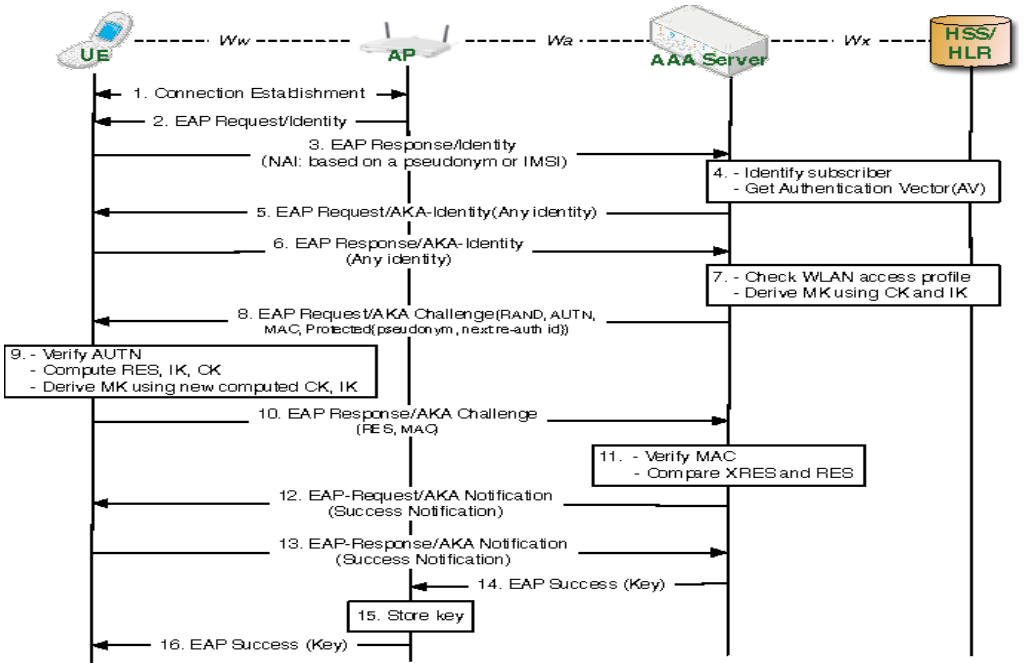 Ww
Wa
Wx
HSS/
HLR
UE
AP
AAA Server
1. Connection Establishment
2. EAP Request/Identity
3. EAP Response/Identity
(NAI: based on a pseudonym or IMSI)
4. - Identify subscriber
- Get Authentication Vector(AV)
5. EAP Request/AKA-Identity(Any identity)
6. EAP Response/AKA-Identity
(Any identity)
7. - Check WLAN access profile
- Derive MK using CK and IK
8. EAP Request/AKA Challenge(RAND, AUTN,
MAC, Protected{pseudonym, next re-auth id})
9. - Verify AUTN
- Compute RES, IK, CK
- Derive MK using new computed CK, IK
10. EAP Response/AKA Challenge
(RES, MAC)
11. - Verify MAC
- Compare XRES and RES
12. EAP-Request/AKA Notification
(Success Notification)
13. EAP-Response/AKA Notification
(Success Notification)
14. EAP Success (Key)
15. Store key
16. EAP Success (Key)